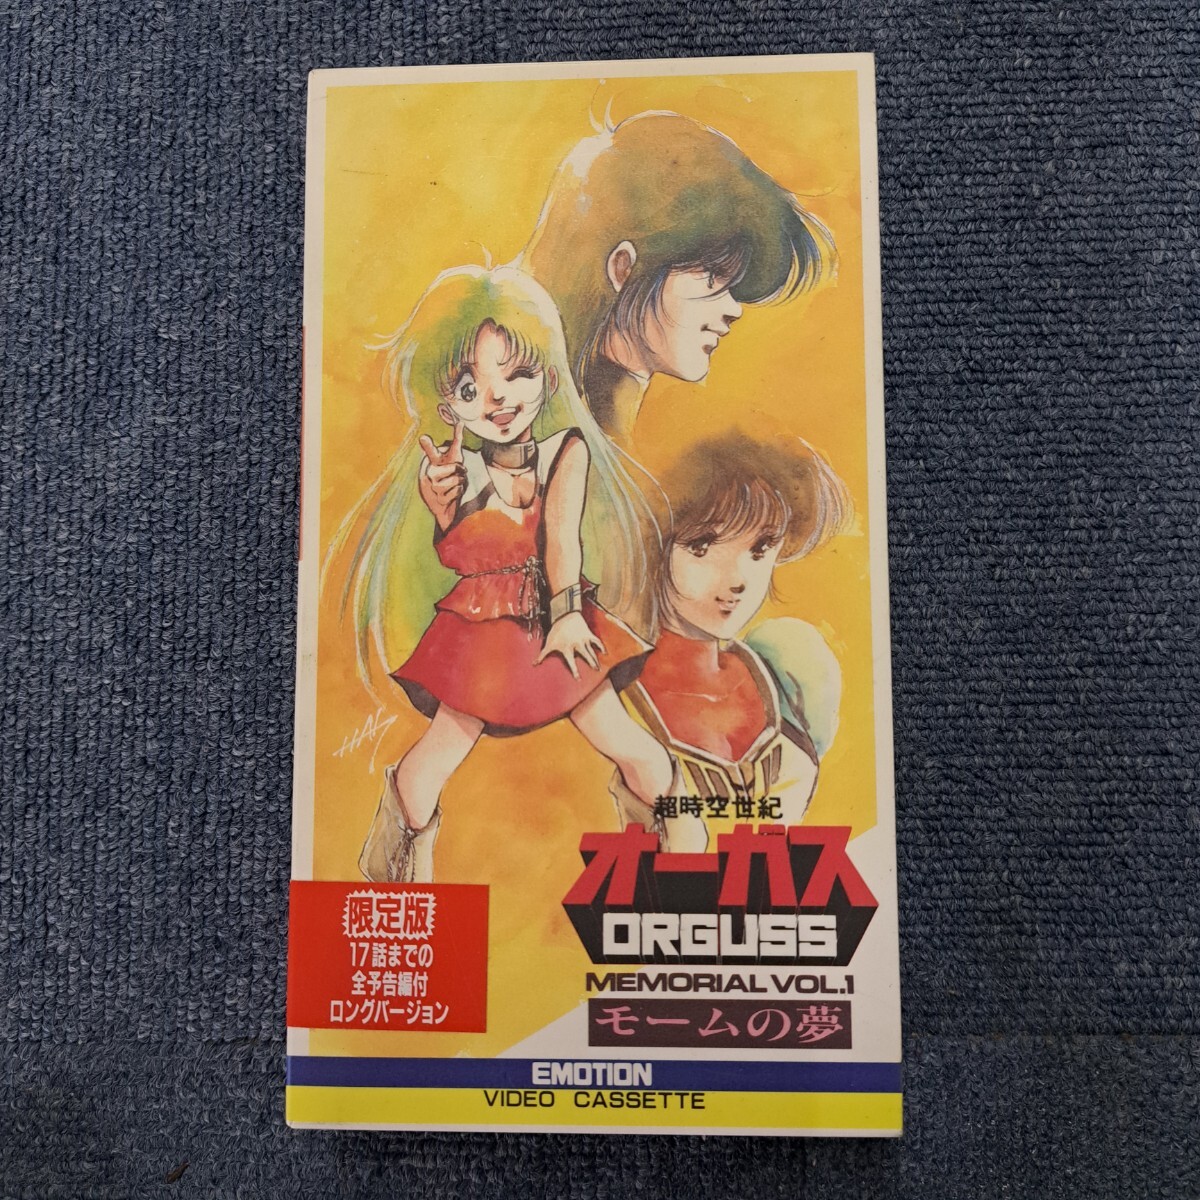 超時空世紀
オーガス
ORGUSS
MEMORIAL VOL.1
モームの夢
限定版
17話までの
全予告編付
ロングバージョン
EMOTION
VIDEO CASSETTE